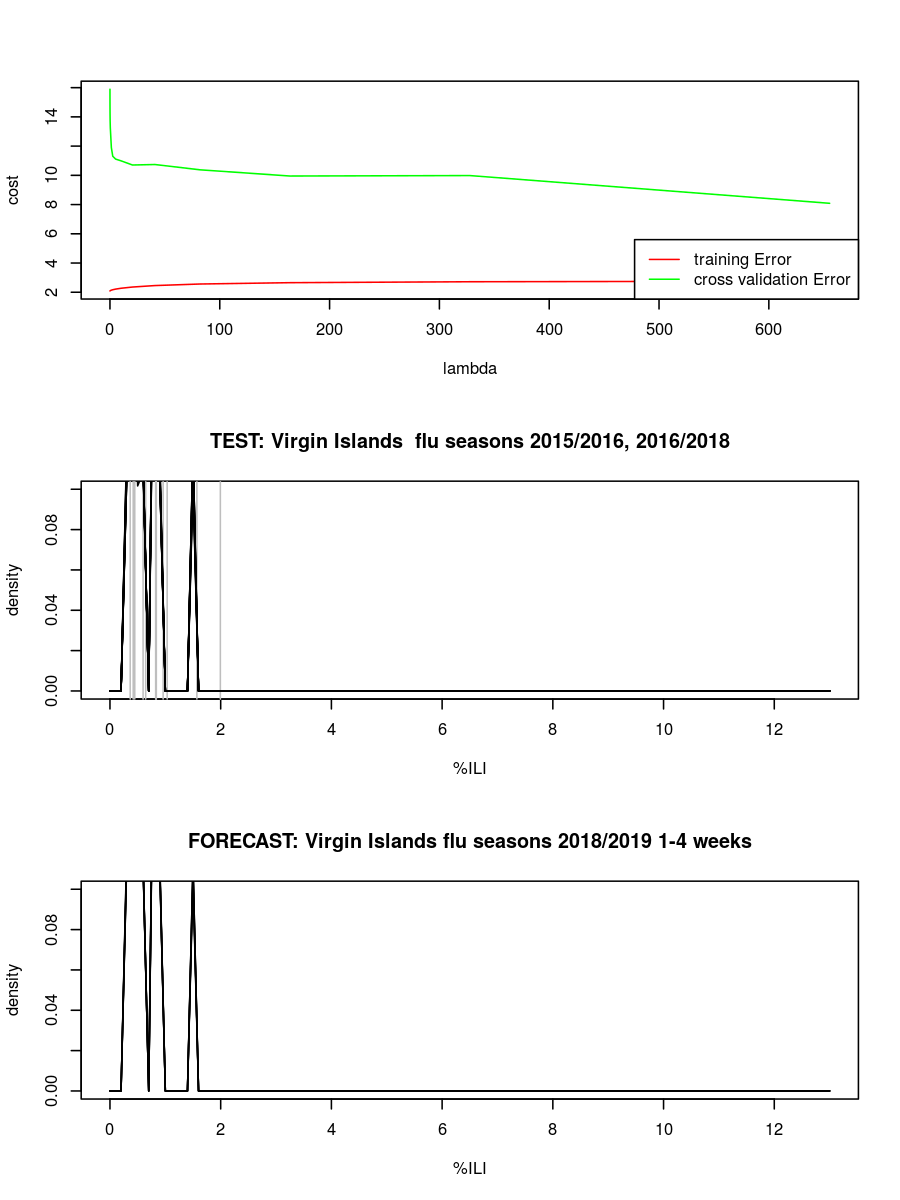 14
10
8
6
4
2
cost
training Error
cross validation Error
0 100 200 300 400 500 600
lambda
TEST: Virgin Islands  flu seasons 2015/2016, 2016/2018
0.08
0.04
0.00
density
0 2 4 6 8 10 12
%ILI
FORECAST: Virgin Islands flu seasons 2018/2019 1-4 weeks
0.08
0.04
0.00
density
0 2 4 6 8 10 12
%ILI